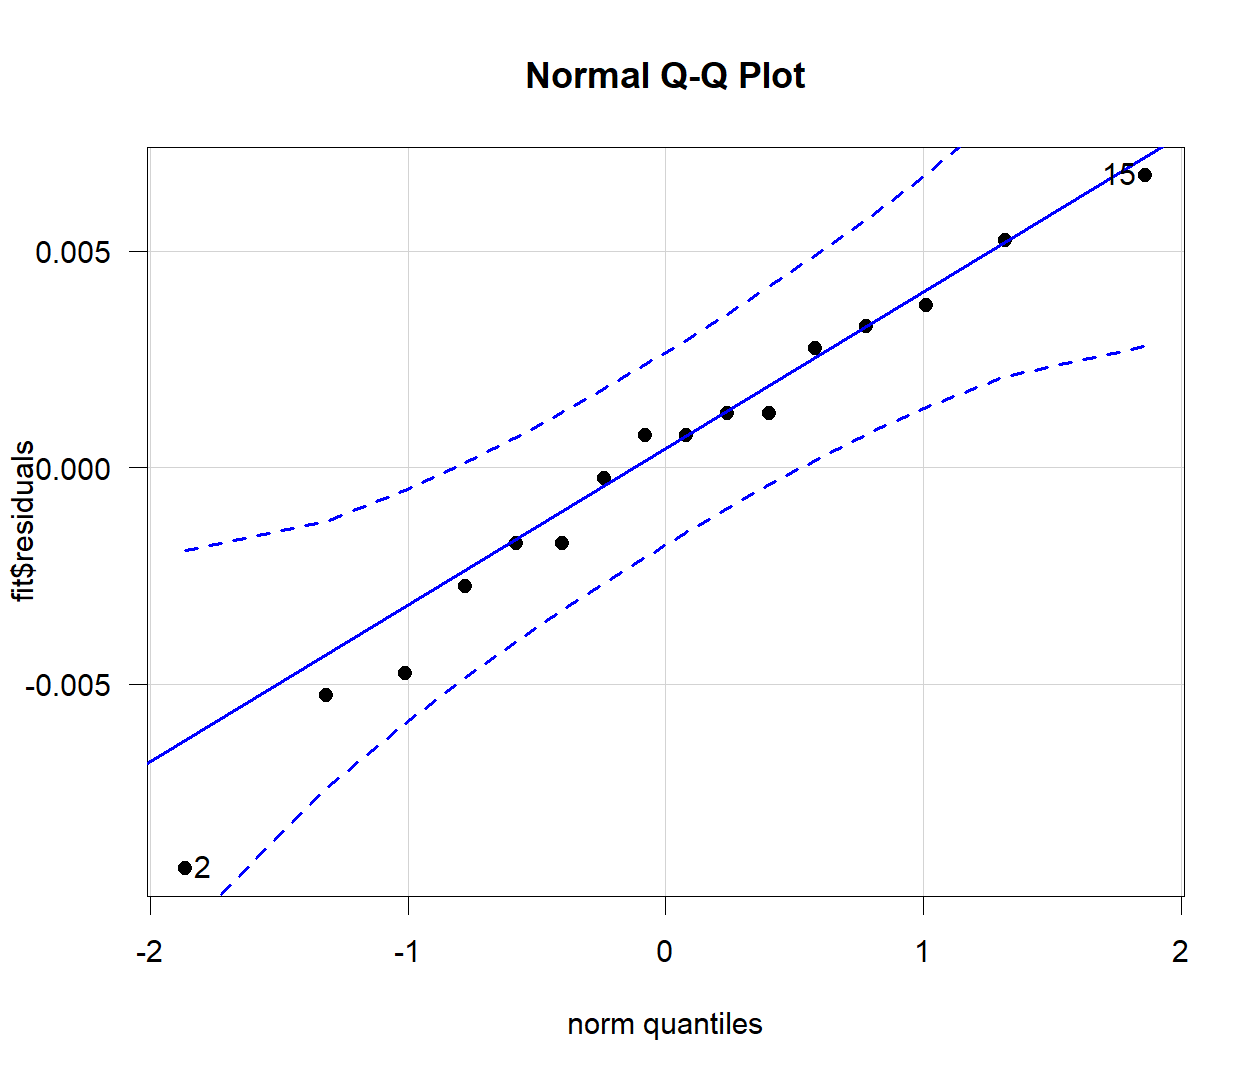 Normal Q-Q Plot
15
0.005
0.000
-0.005
fit$residuals
2
-2 -1 0 1 2
norm quantiles